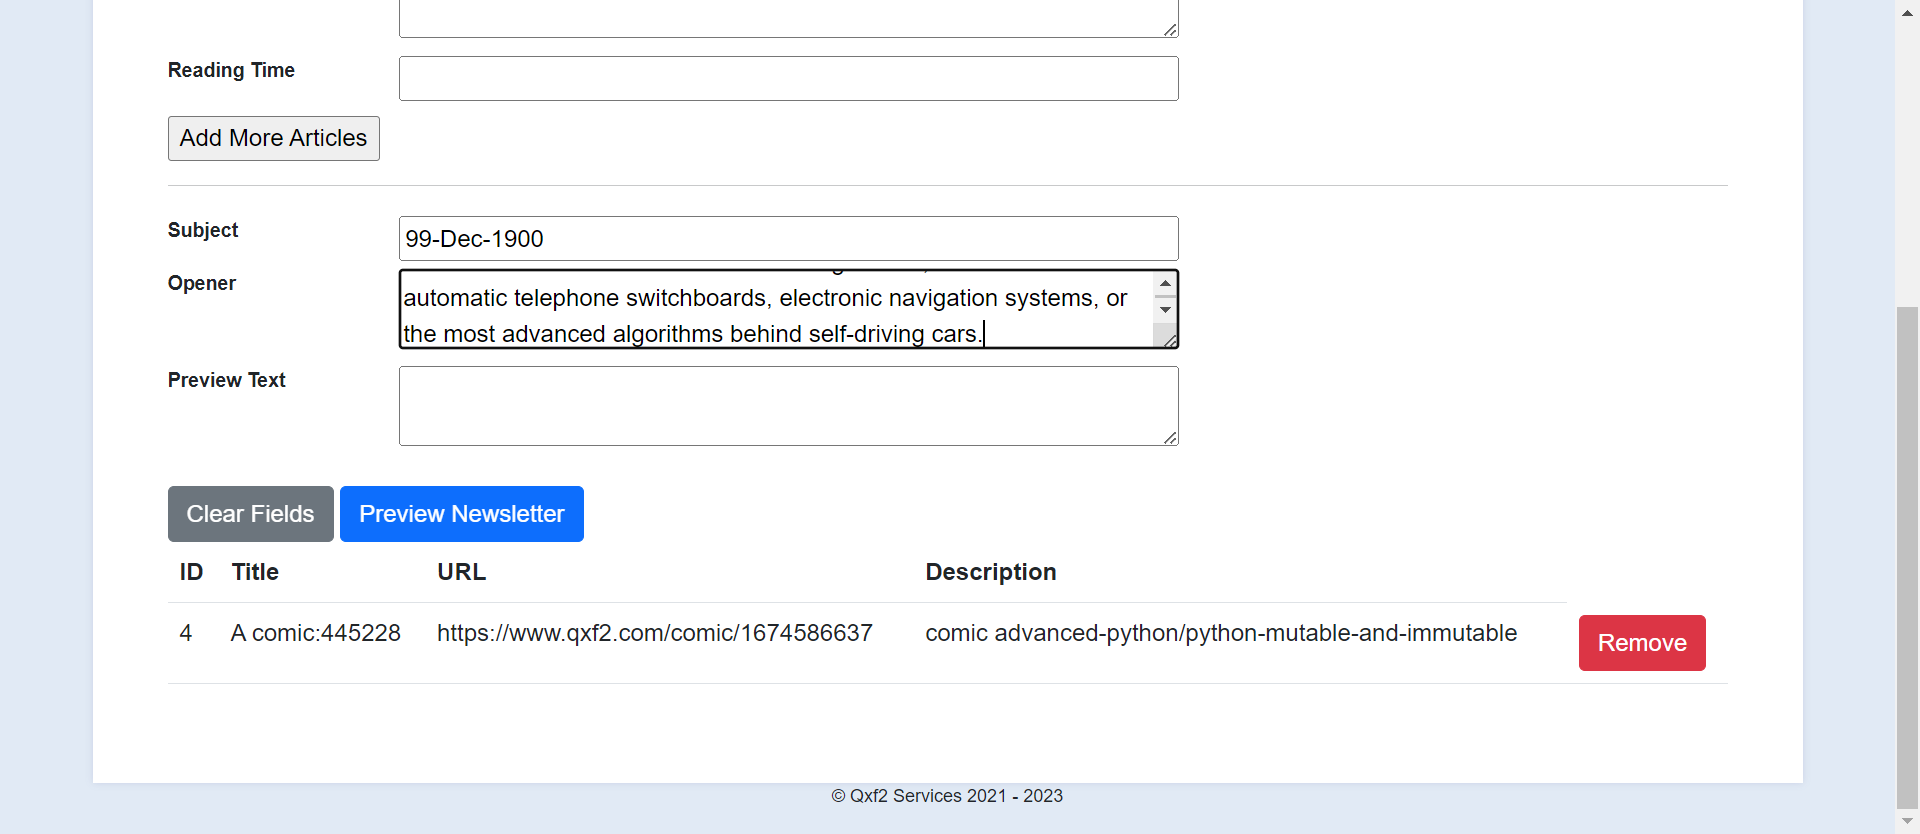 Reading Time
Add More Articles
Subject
99-Dec-1900
Opener
automatic telephone switchboards, electronic navigation systems, or
the most advanced algorithms behind self-driving cars.
Preview Text
Clear Fields
Preview Newsletter
ID Title URL Description
4 A comic:445228 https://www.qxf2.com/comic/1674586637 comic advanced-python/python-mutable-and-immutable
Remove
© Qxf2 Services 2021 - 2023